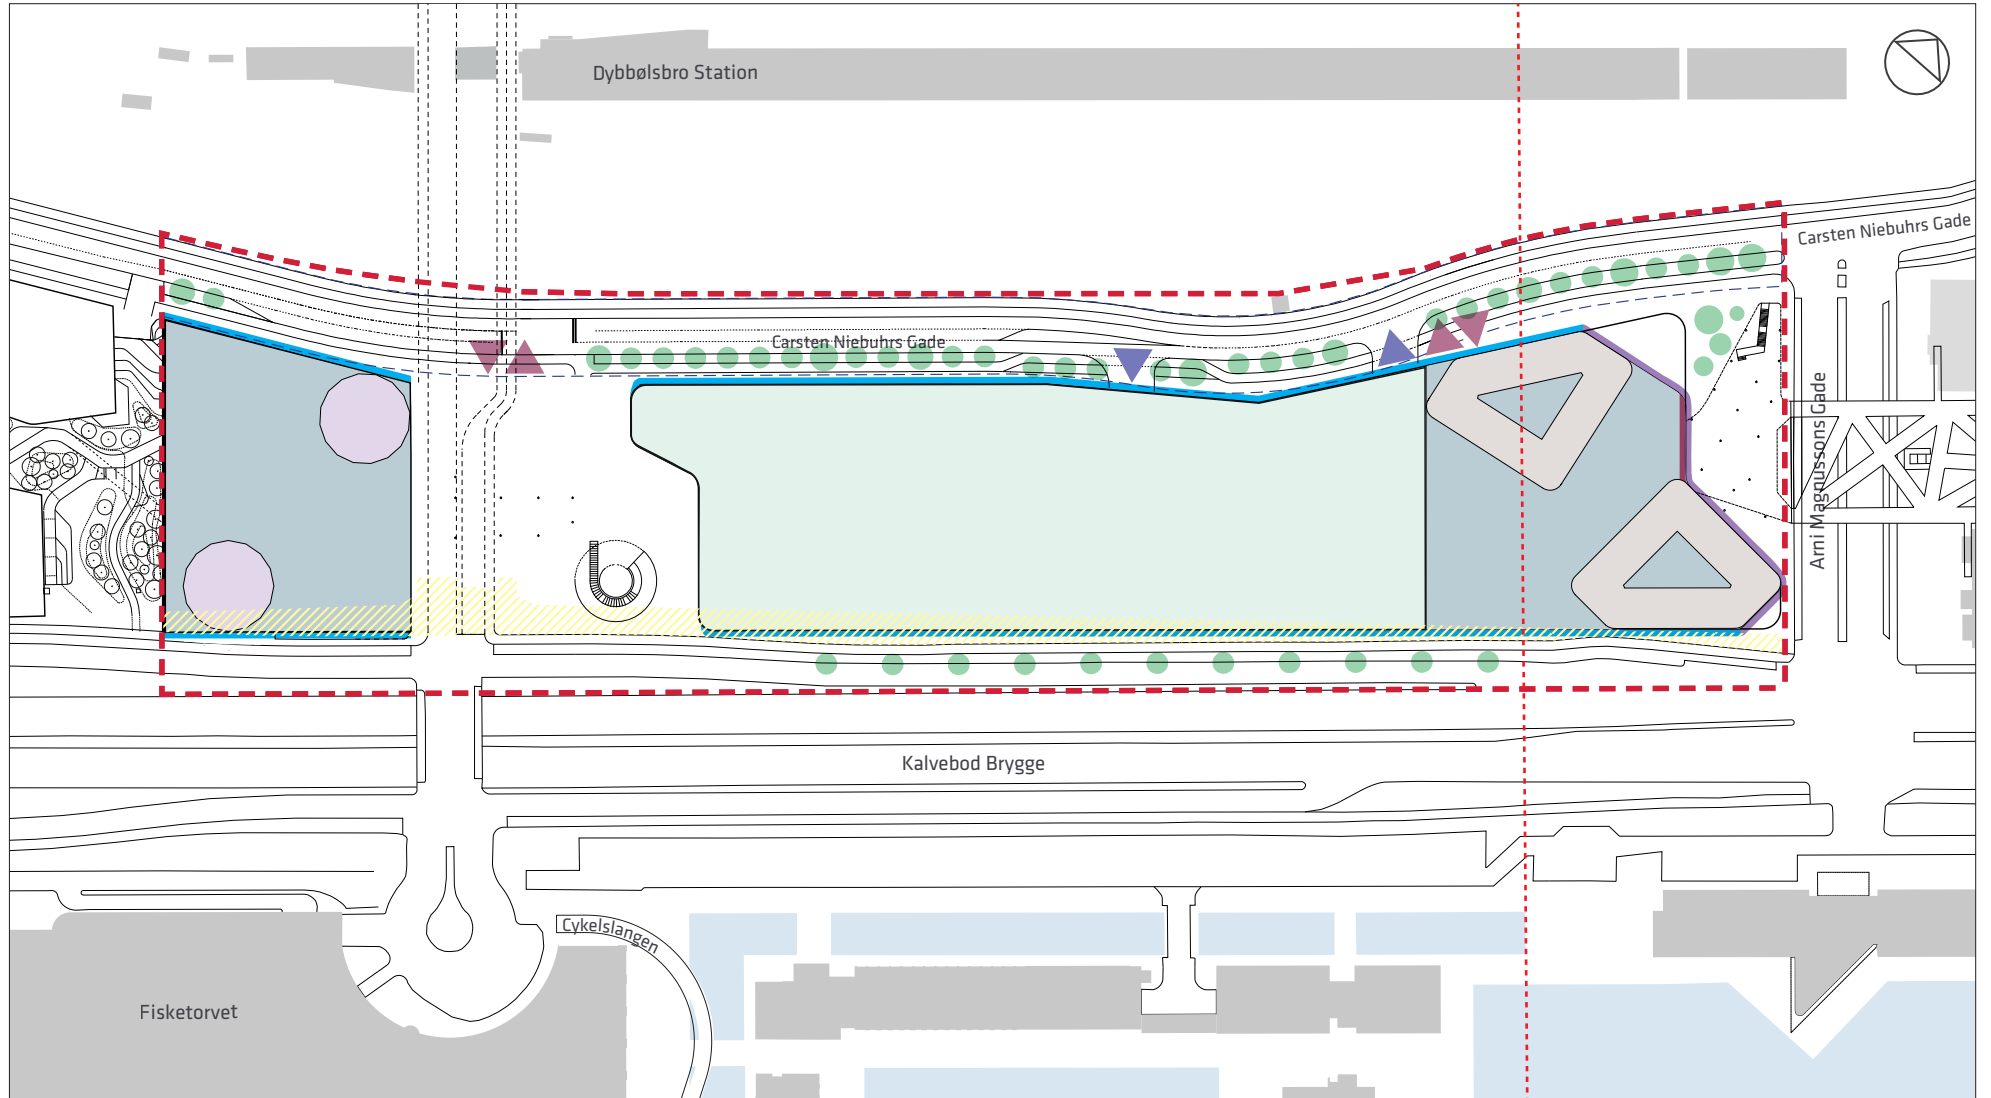 Dybbølsbro Station
Carsten Niebuhrs Gade
Carsten Niebuhrs Gade
Arni Magnussons Gade
Kalvebod Brygge
Cykelslangen
Fisketorvet